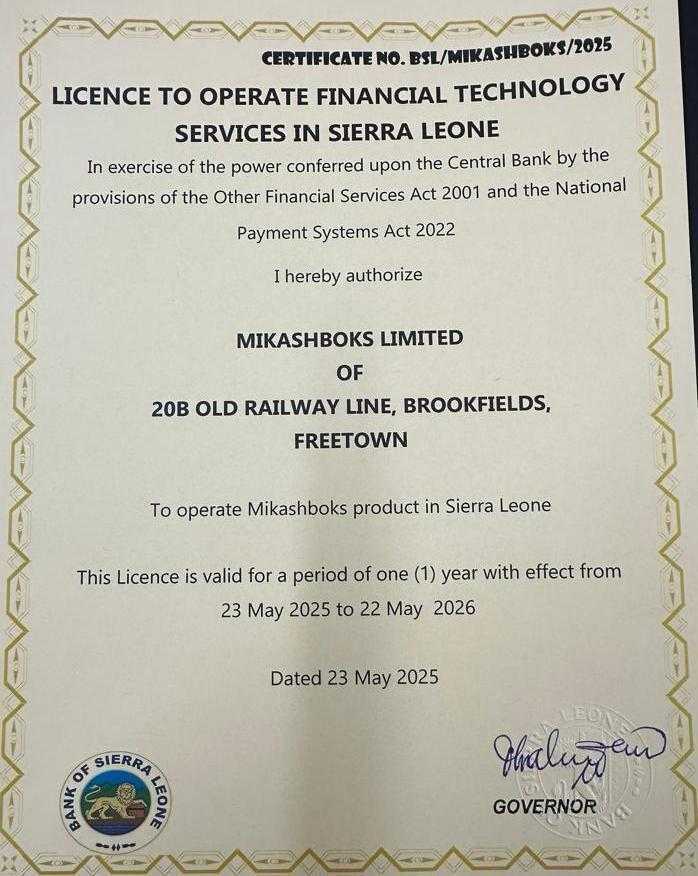 CERTIFICATE NO. BSL/MIKASHBOKS/2025
LICENCE TO OPERATE FINANCIAL TECHNOLOGY
SERVICES IN SIERRA LEONE
In exercise of the power conferred upon the Central Bank by the
provisions of the Other Financial Services Act 2001 and the National
Payment Systems Act 2022
I hereby authorize
MIKASHBOKS LIMITED
OF
20B OLD RAILWAY LINE, BROOKFIELDS,
FREETOWN
To operate Mikashboks product in Sierra Leone
This Licence is valid for a period of one (1) year with effect from
23 May 2025 to 22 May  2026
Dated 23 May 2025
BANK OF SIERRA LEONE
GOVERNOR